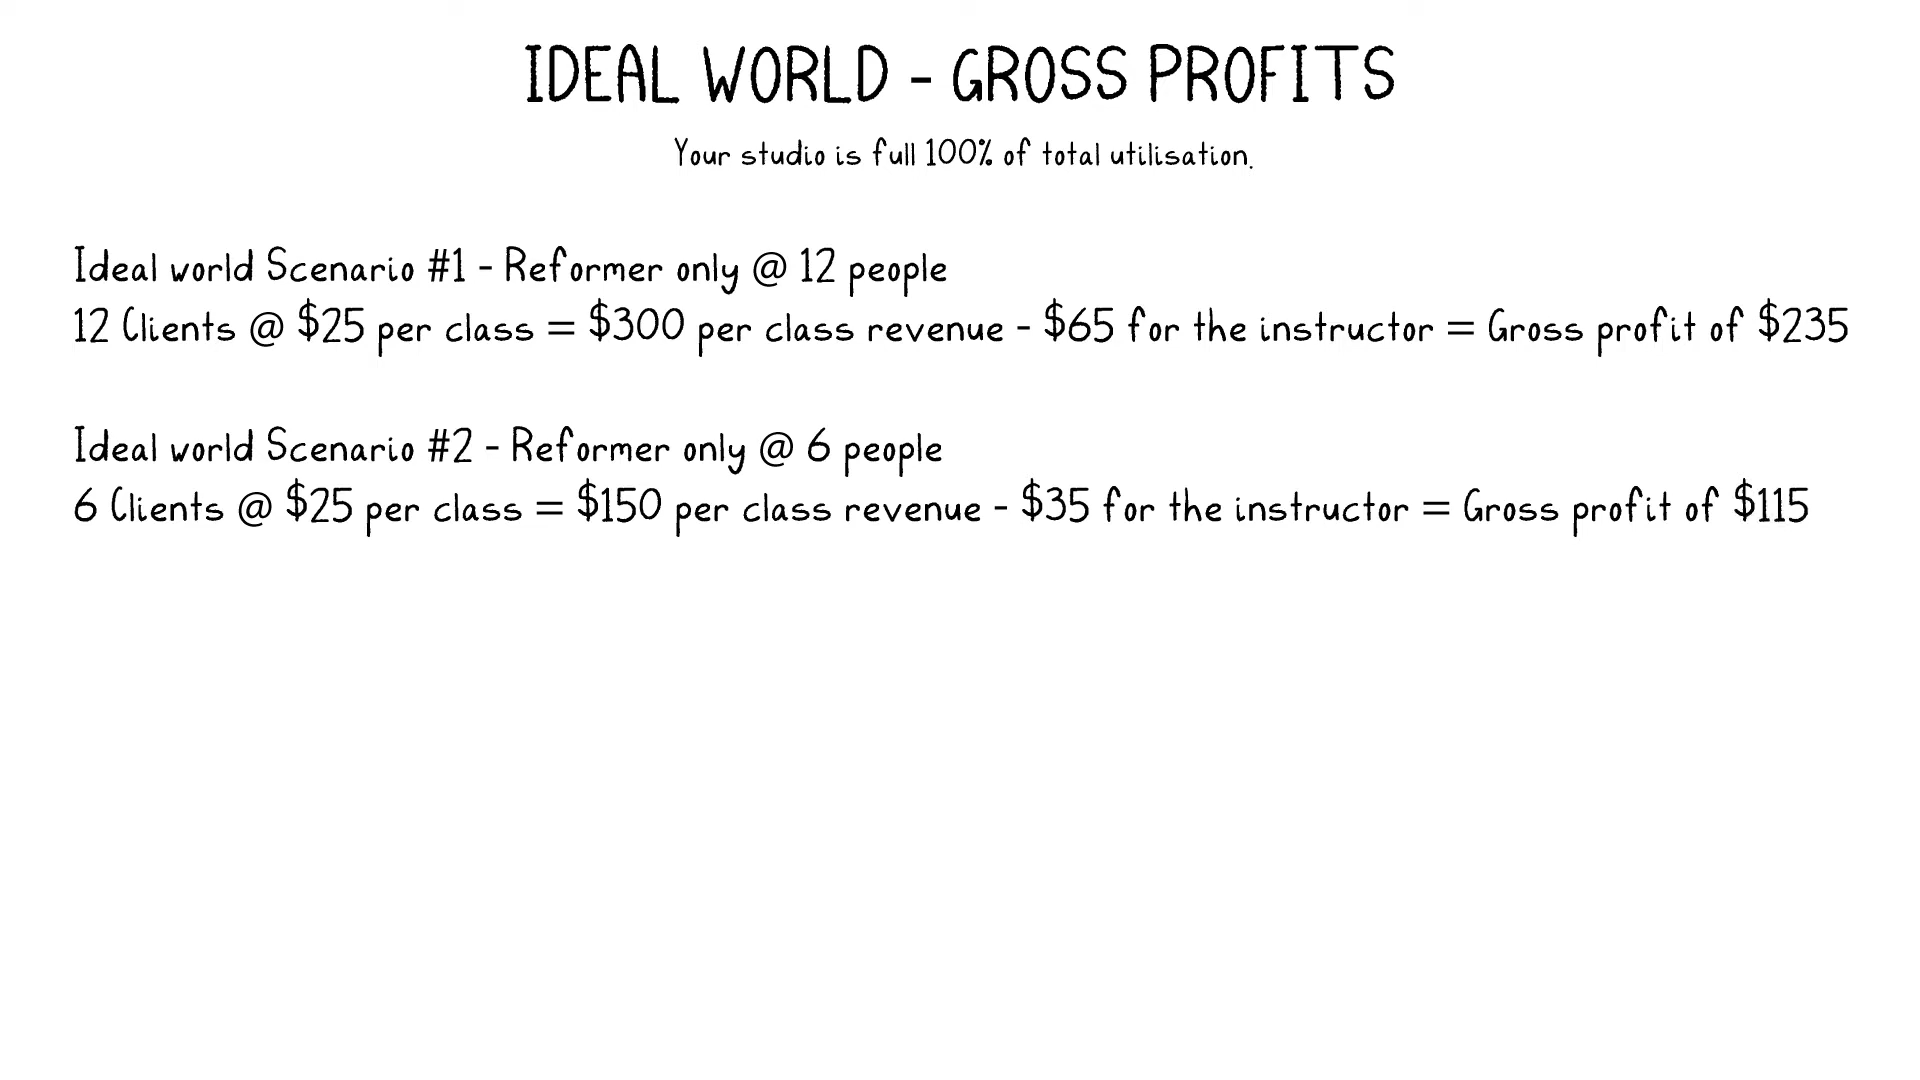 IDEAL WORLD - GROSS PROFITS
Your studio is full 100% of total utilisation.
Ideal world Scenario #1 - Reformer only @ 12 people
12 Clients @ $25 per class = $300 per class revenue - $65 for the instructor = Gross profit of $235
Ideal world Scenario #2 - Reformer only @ 6 people
6 Clients @ $25 per class = $150 per class revenue - $35 for the instructor = Gross profit of $115